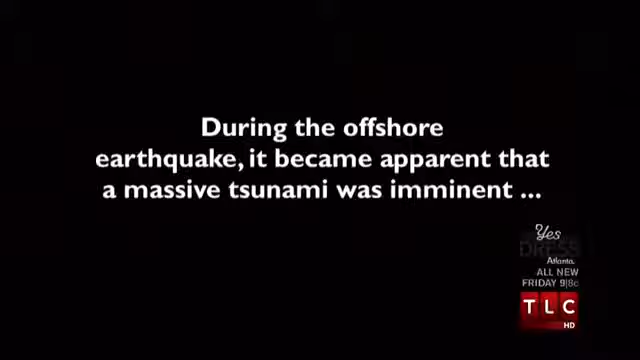 During the offshore
earthquake, it became apparent that
a massive tsunami was imminent ...
Yes
DRESS
Atlanta
ALL NEW
FRIDAY 9|8c
TLC
HD